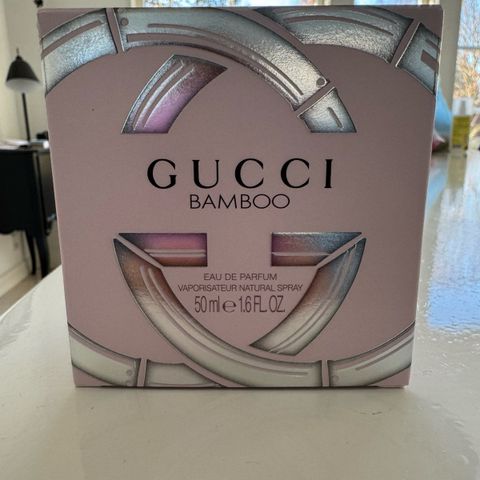 GUCCI
BAMBOO
EAU DE PARFUM
VAPORISATEUR NATURAL SPRAY
50 ml ℮ 1.6 FL.OZ.